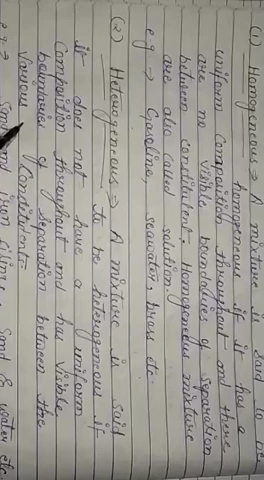 (1) Homogeneous ⇒ A mixture is said to be
homogeneous if it has a
uniform composition throughout and there
are no visible boundaries of separation
between constituent. Homogeneous mixture
are also called solution.
e.g → Gasoline, seawater, brass etc.
(2) Heterogeneous ⇒ A mixture is said
to be heterogeneous if
it does not have a uniform
composition throughout and has visible
boundaries of separation between the
various constituents.
e.g → Sand and iron filings, Sand & water etc